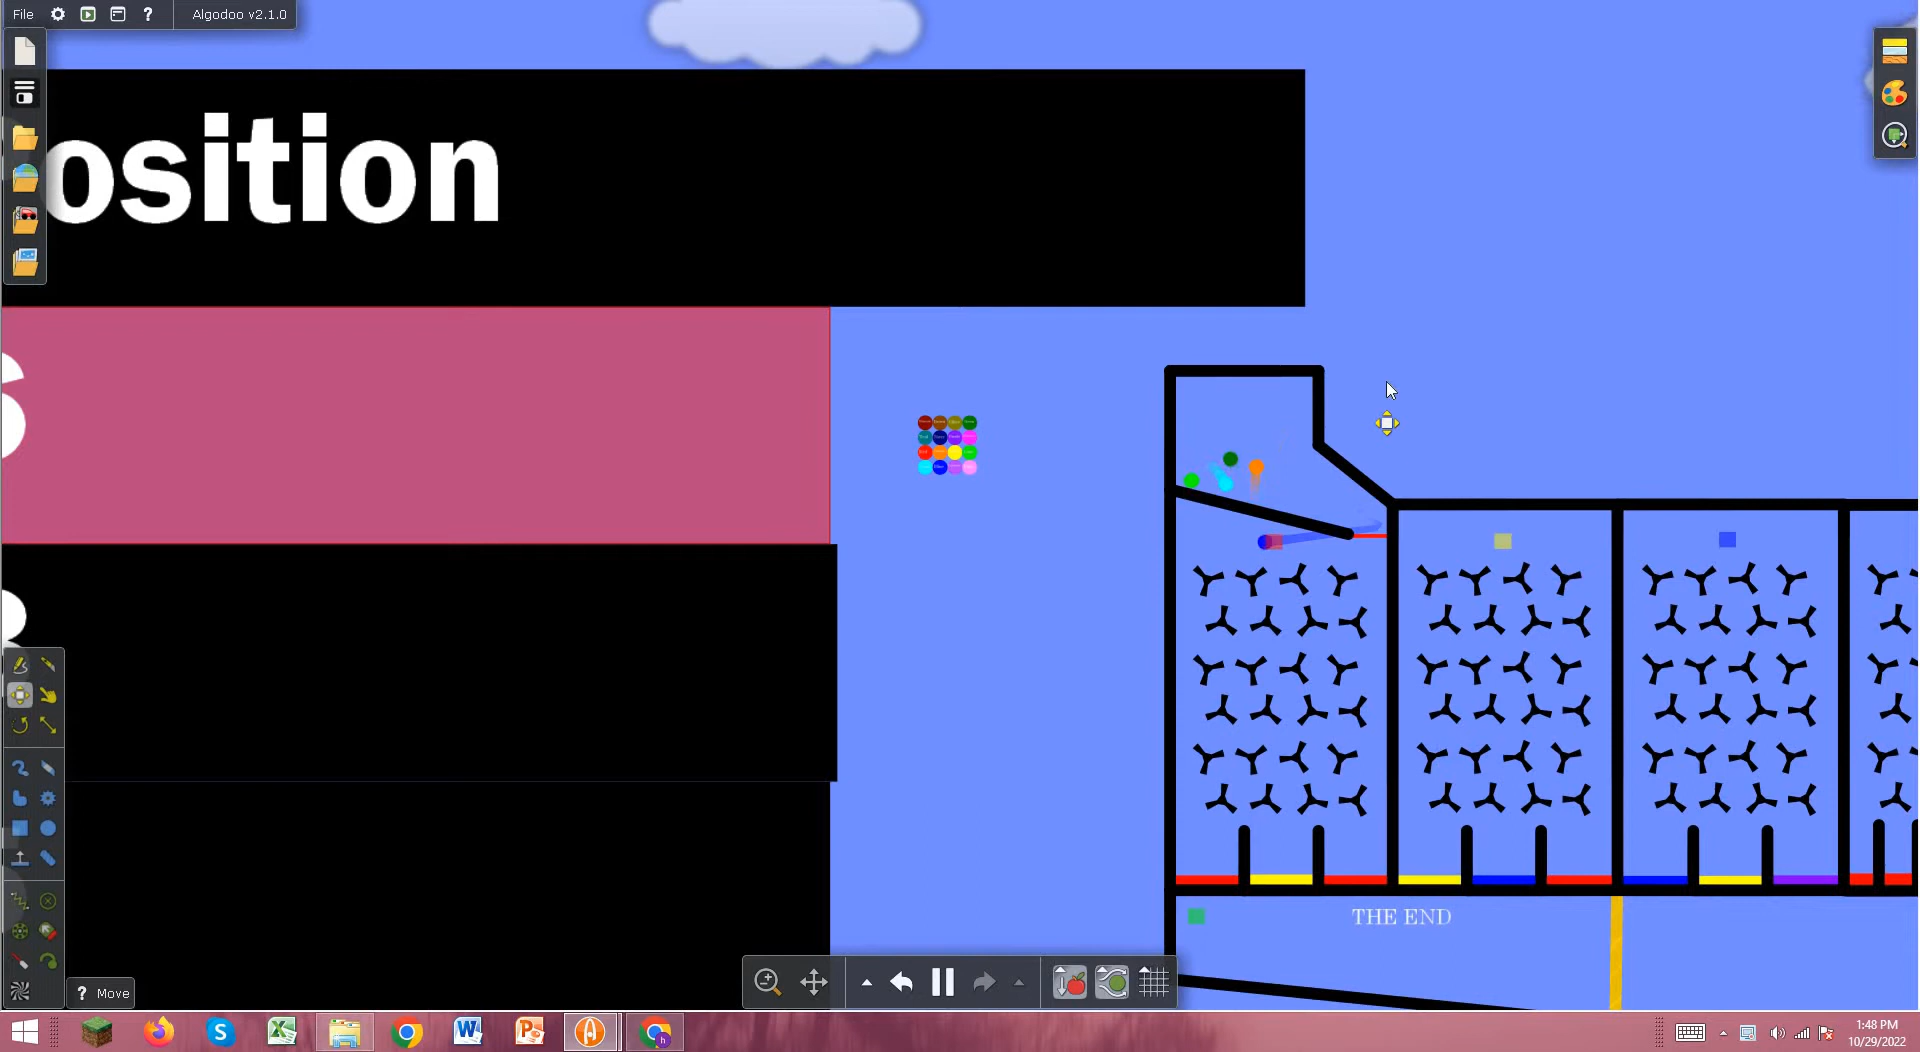 File ? Algodoo v2.1.0
osition
THE END
? Move
1:48 PM
10/29/2022